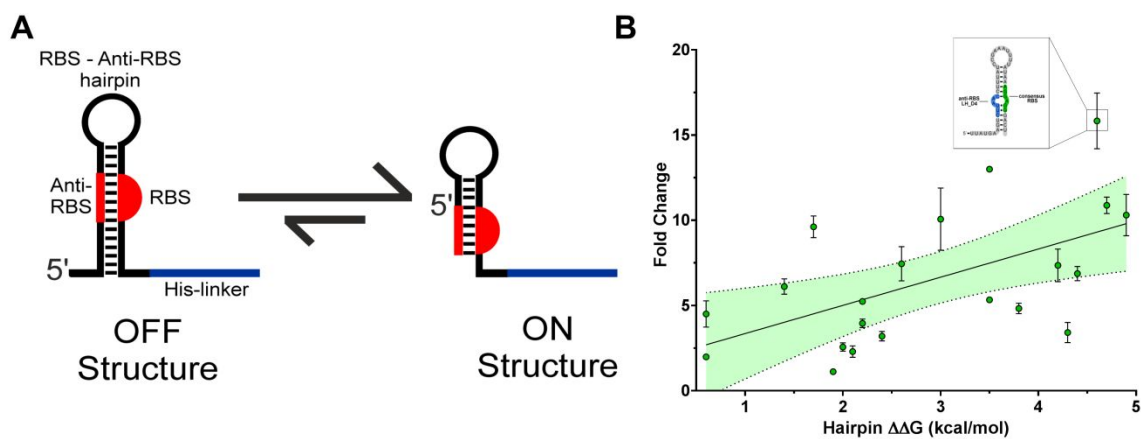 A
RBS - Anti-RBS
hairpin
Anti-
RBS
RBS
5'
His-linker
OFF
Structure
5'
ON
Structure
B
Fold Change
20
15
10
5
0
anti-RBS
LH_D4
consensus
RBS
1
2
3
4
5
Hairpin ΔΔG (kcal/mol)